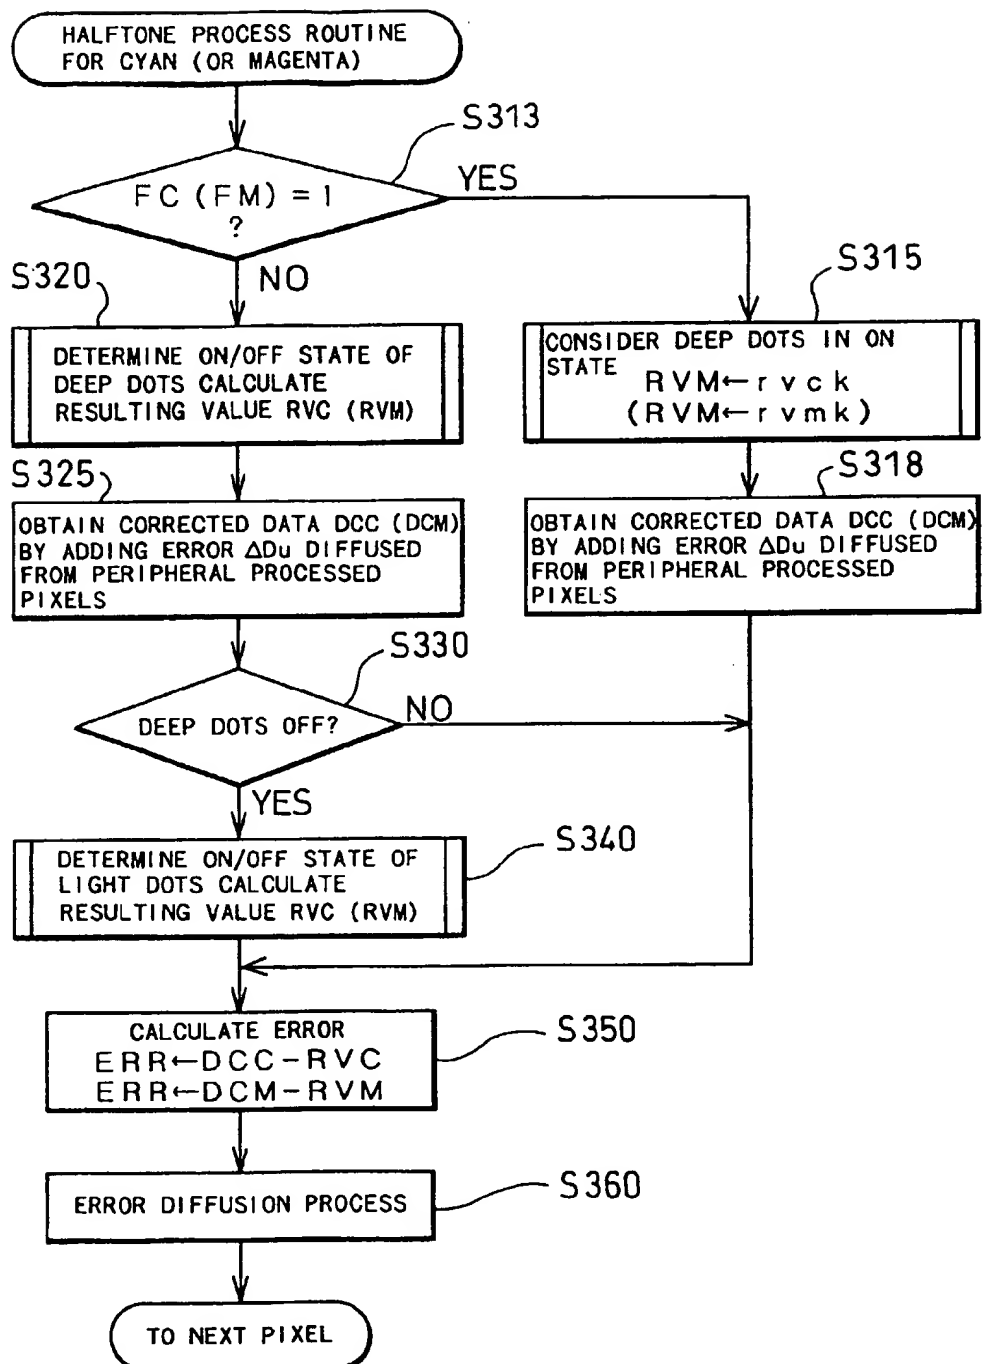 HALFTONE PROCESS ROUTINE
FOR CYAN (OR MAGENTA)
S313
FC (FM) = 1
?
YES
NO
S320
DETERMINE ON/OFF STATE OF
DEEP DOTS CALCULATE
RESULTING VALUE RVC (RVM)
S315
CONSIDER DEEP DOTS IN ON
STATE
RVM←rvck
(RVM←rvmk)
S325
OBTAIN CORRECTED DATA DCC (DCM)
BY ADDING ERROR ΔDu DIFFUSED
FROM PERIPHERAL PROCESSED
PIXELS
S318
OBTAIN CORRECTED DATA DCC (DCM)
BY ADDING ERROR ΔDu DIFFUSED
FROM PERIPHERAL PROCESSED
PIXELS
S330
DEEP DOTS OFF?
NO
YES
S340
DETERMINE ON/OFF STATE OF
LIGHT DOTS CALCULATE
RESULTING VALUE RVC (RVM)
CALCULATE ERROR
ERR←DCC-RVC
ERR←DCM-RVM
S350
ERROR DIFFUSION PROCESS
S360
TO NEXT PIXEL